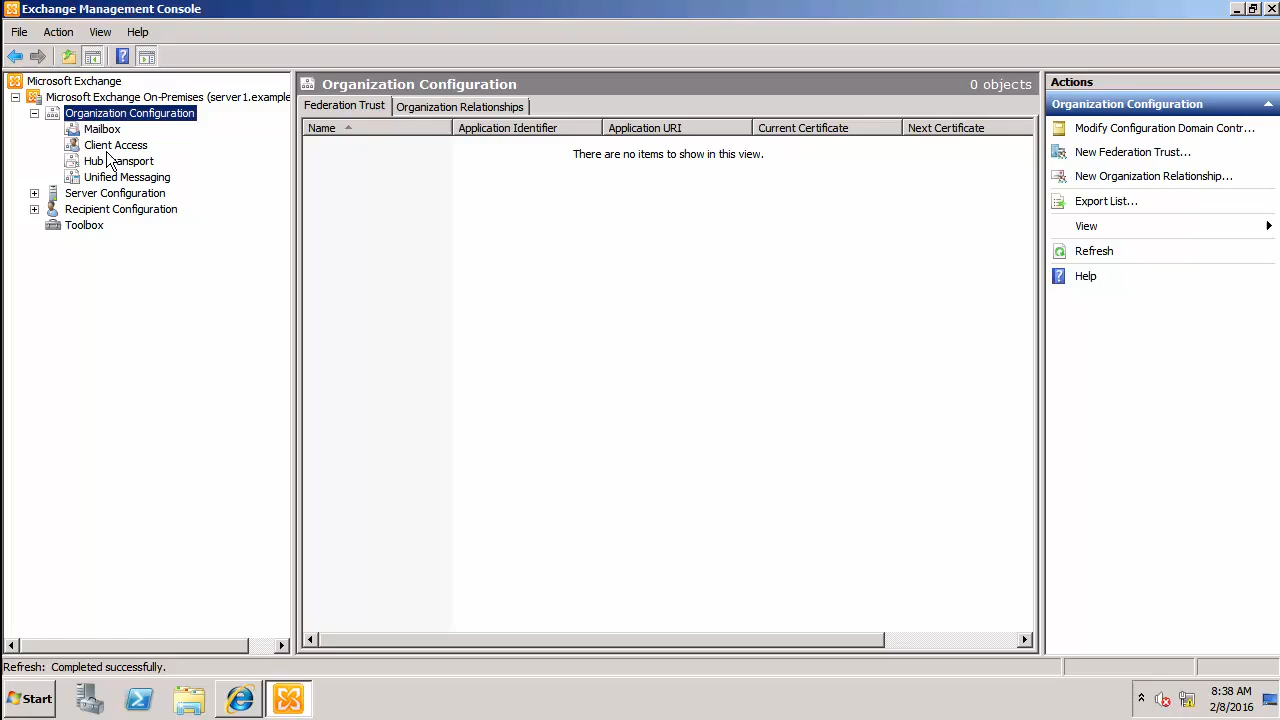 Exchange Management Console
File Action View Help
Microsoft Exchange
Microsoft Exchange On-Premises (server1.example
Organization Configuration
Mailbox
Client Access
Hub Transport
Unified Messaging
Server Configuration
Recipient Configuration
Toolbox
Organization Configuration 0 objects
Federation Trust Organization Relationships
Name Application Identifier Application URI Current Certificate Next Certificate
There are no items to show in this view.
Actions
Organization Configuration
Modify Configuration Domain Contr...
New Federation Trust...
New Organization Relationship...
Export List...
View
Refresh
Help
Refresh: Completed successfully.
Start
8:38 AM
2/8/2016